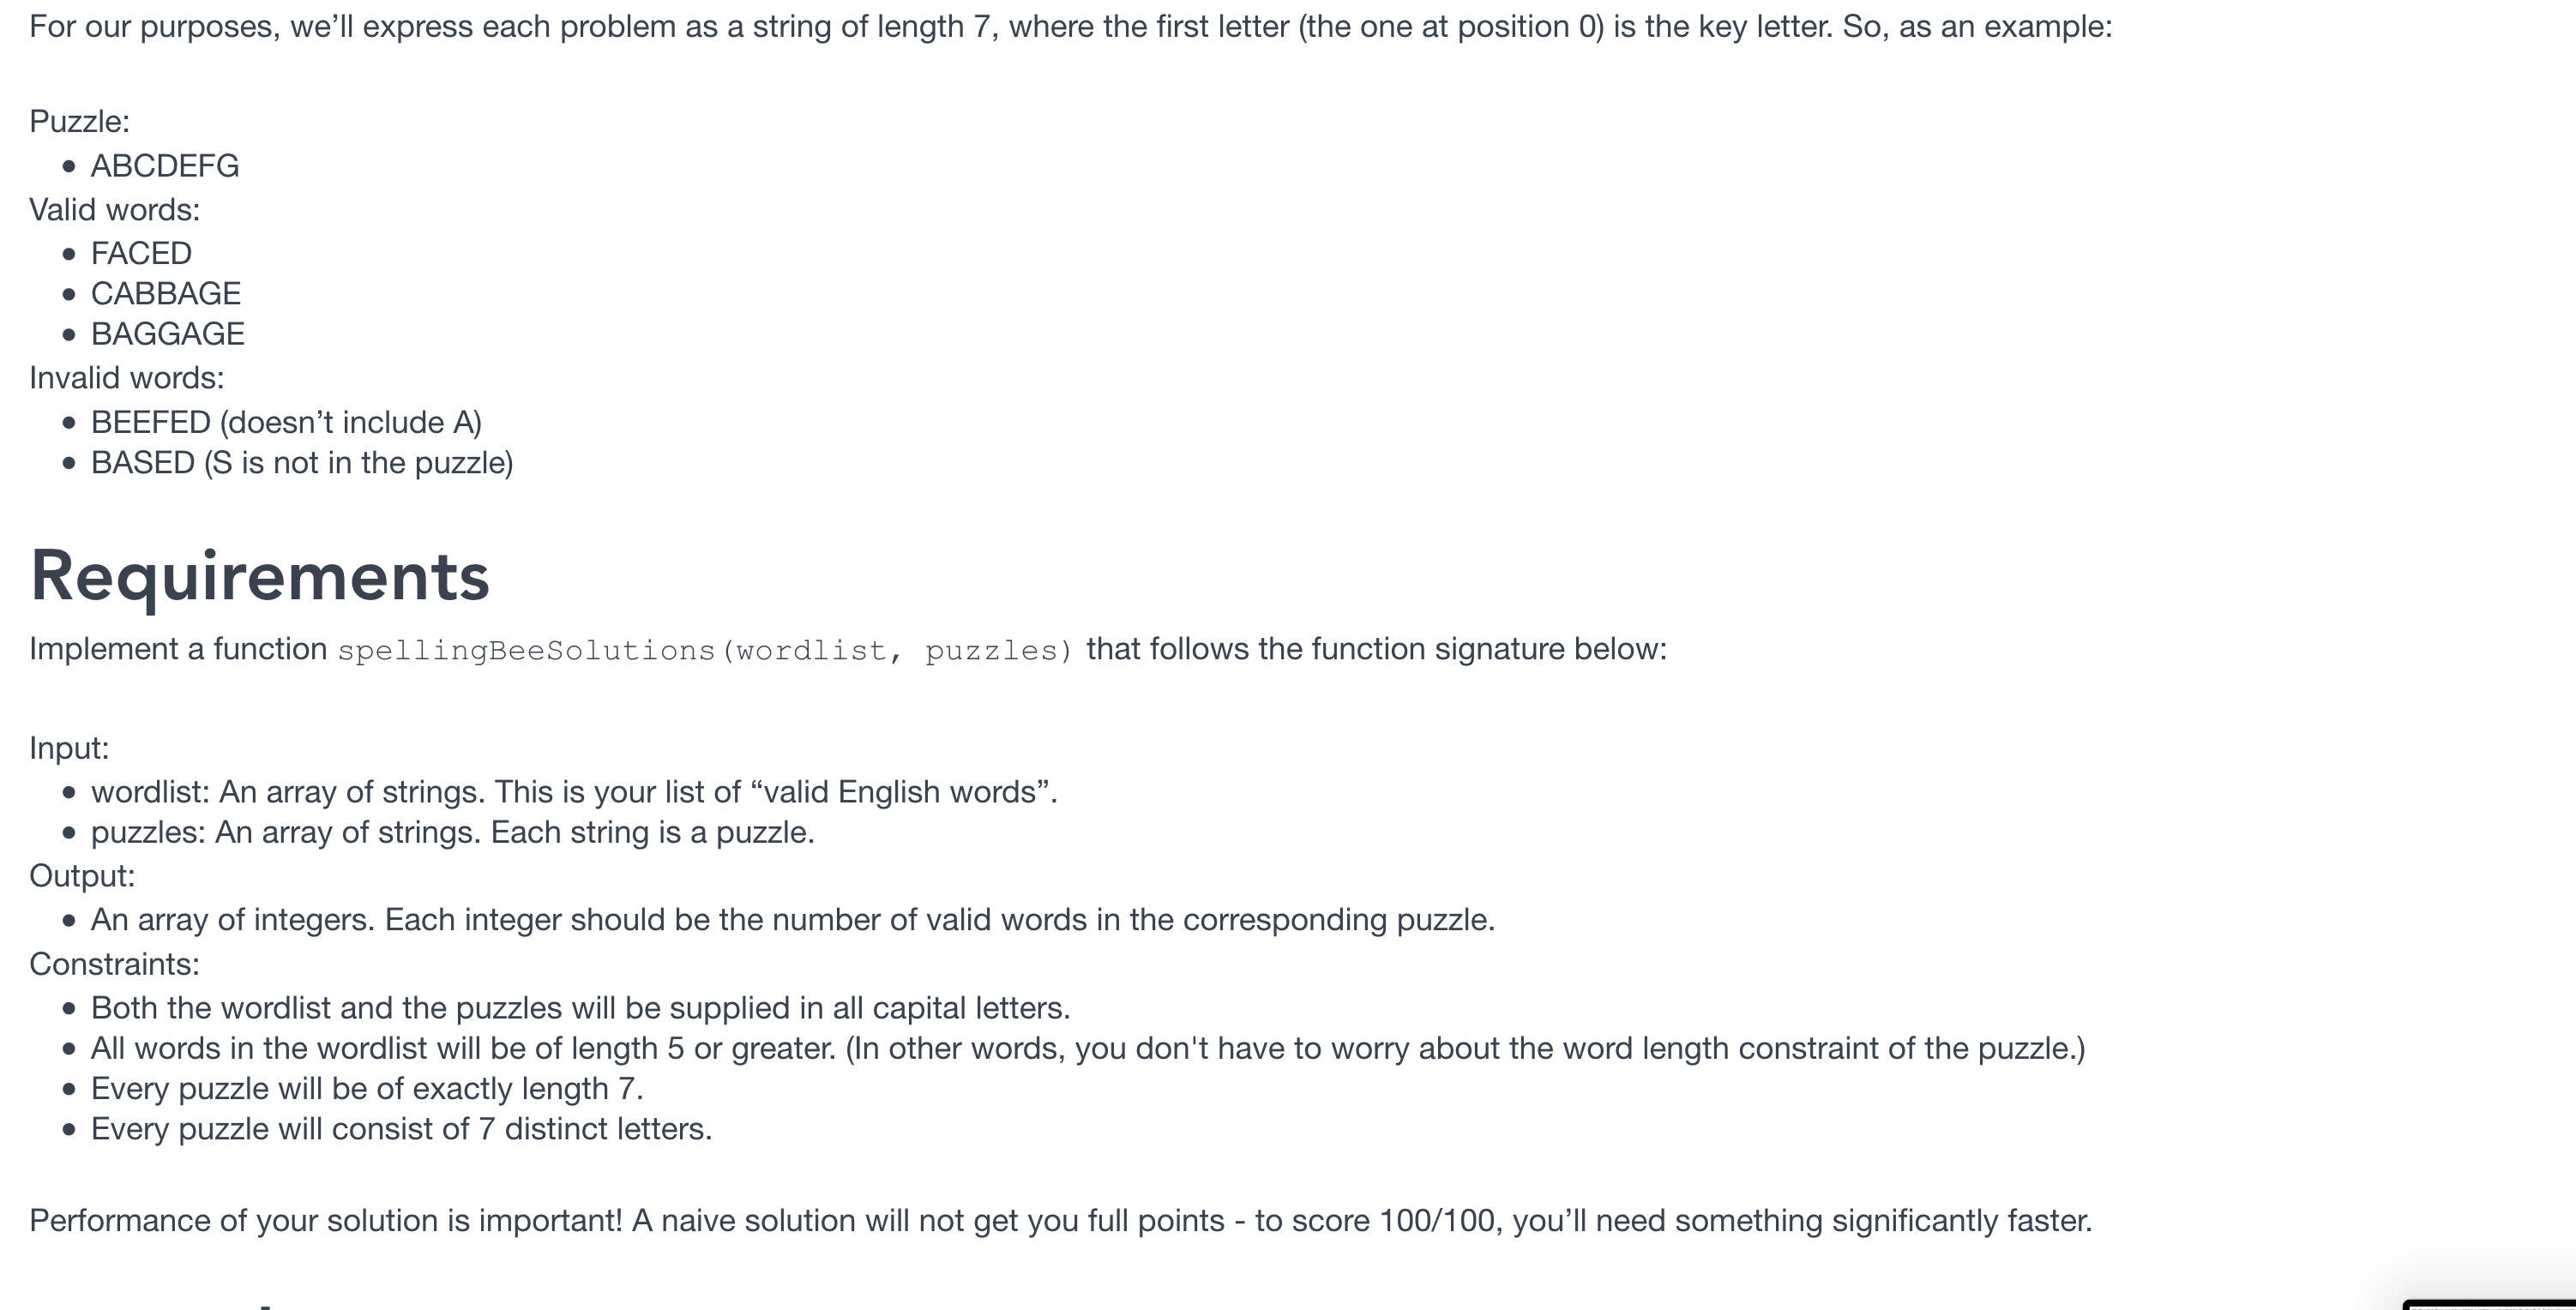 For our purposes, we’ll express each problem as a string of length 7, where the first letter (the one at position 0) is the key letter. So, as an example:
Puzzle:
• ABCDEFG
Valid words:
• FACED
• CABBAGE
• BAGGAGE
Invalid words:
• BEEFED (doesn’t include A)
• BASED (S is not in the puzzle)
Requirements
Implement a function spellingBeeSolutions(wordlist, puzzles) that follows the function signature below:
Input:
• wordlist: An array of strings. This is your list of “valid English words”.
• puzzles: An array of strings. Each string is a puzzle.
Output:
• An array of integers. Each integer should be the number of valid words in the corresponding puzzle.
Constraints:
• Both the wordlist and the puzzles will be supplied in all capital letters.
• All words in the wordlist will be of length 5 or greater. (In other words, you don't have to worry about the word length constraint of the puzzle.)
• Every puzzle will be of exactly length 7.
• Every puzzle will consist of 7 distinct letters.
Performance of your solution is important! A naive solution will not get you full points - to score 100/100, you’ll need something significantly faster.